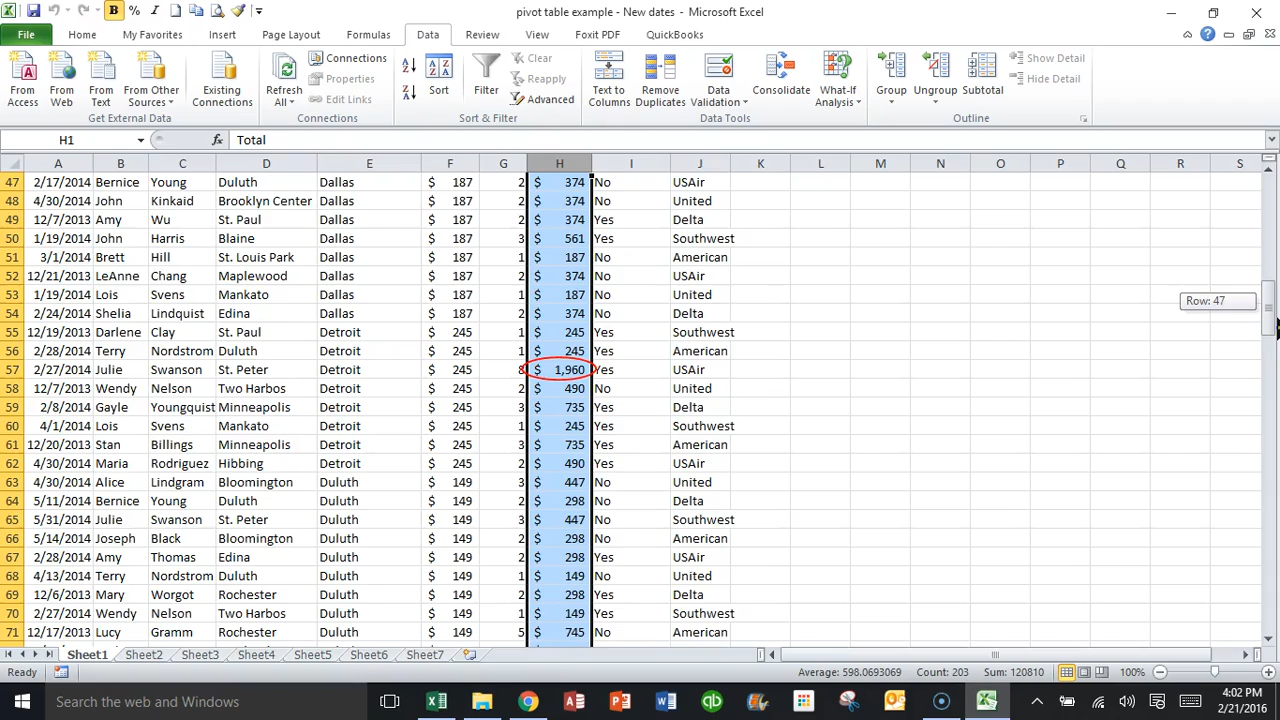 pivot table example - New dates - Microsoft Excel
File Home My Favorites Insert Page Layout Formulas Data Review View Foxit PDF QuickBooks
From Access From Web From Text From Other Sources Existing Connections Refresh All Connections Properties Edit Links Sort Filter Clear Reapply Advanced Text to Columns Remove Duplicates Data Validation Consolidate What-If Analysis Group Ungroup Subtotal Show Detail Hide Detail
Get External Data Connections Sort & Filter Data Tools Outline
H1 fx Total
A B C D E F G H I J K L M N O P Q R S
47 2/17/2014 Bernice Young Duluth Dallas $ 187 2 $ 374 No USAir
48 4/30/2014 John Kinkaid Brooklyn Center Dallas $ 187 2 $ 374 No United
49 12/7/2013 Amy Wu St. Paul Dallas $ 187 2 $ 374 Yes Delta
50 1/19/2014 John Harris Blaine Dallas $ 187 3 $ 561 Yes Southwest
51 3/1/2014 Brett Hill St. Louis Park Dallas $ 187 1 $ 187 No American
52 12/21/2013 LeAnne Chang Maplewood Dallas $ 187 2 $ 374 No USAir
53 1/19/2014 Lois Svens Mankato Dallas $ 187 1 $ 187 No United
Row: 47
54 2/24/2014 Shelia Lindquist Edina Dallas $ 187 2 $ 374 No Delta
55 12/19/2013 Darlene Clay St. Paul Detroit $ 245 1 $ 245 Yes Southwest
56 2/28/2014 Terry Nordstrom Duluth Detroit $ 245 1 $ 245 Yes American
57 2/27/2014 Julie Swanson St. Peter Detroit $ 245 8 $ 1,960 Yes USAir
58 12/7/2013 Wendy Nelson Two Harbos Detroit $ 245 2 $ 490 No United
59 2/8/2014 Gayle Youngquist Minneapolis Detroit $ 245 3 $ 735 Yes Delta
60 4/1/2014 Lois Svens Mankato Detroit $ 245 1 $ 245 Yes Southwest
61 12/20/2013 Stan Billings Minneapolis Detroit $ 245 3 $ 735 Yes American
62 4/30/2014 Maria Rodriguez Hibbing Detroit $ 245 2 $ 490 Yes USAir
63 4/30/2014 Alice Lindgram Bloomington Duluth $ 149 3 $ 447 No United
64 5/11/2014 Bernice Young Duluth Duluth $ 149 2 $ 298 No Delta
65 5/31/2014 Julie Swanson St. Peter Duluth $ 149 3 $ 447 No Southwest
66 5/14/2014 Joseph Black Bloomington Duluth $ 149 2 $ 298 No American
67 2/28/2014 Amy Thomas Edina Duluth $ 149 2 $ 298 Yes USAir
68 4/13/2014 Terry Nordstrom Duluth Duluth $ 149 1 $ 149 No United
69 12/6/2013 Mary Worgot Rochester Duluth $ 149 2 $ 298 Yes Delta
70 2/27/2014 Wendy Nelson Two Harbos Duluth $ 149 1 $ 149 Yes Southwest
71 12/17/2013 Lucy Gramm Rochester Duluth $ 149 5 $ 745 No American
Sheet1 Sheet2 Sheet3 Sheet4 Sheet5 Sheet6 Sheet7
Ready Average: 598.0693069 Count: 203 Sum: 120810 100%
Search the web and Windows
4:02 PM
2/21/2016